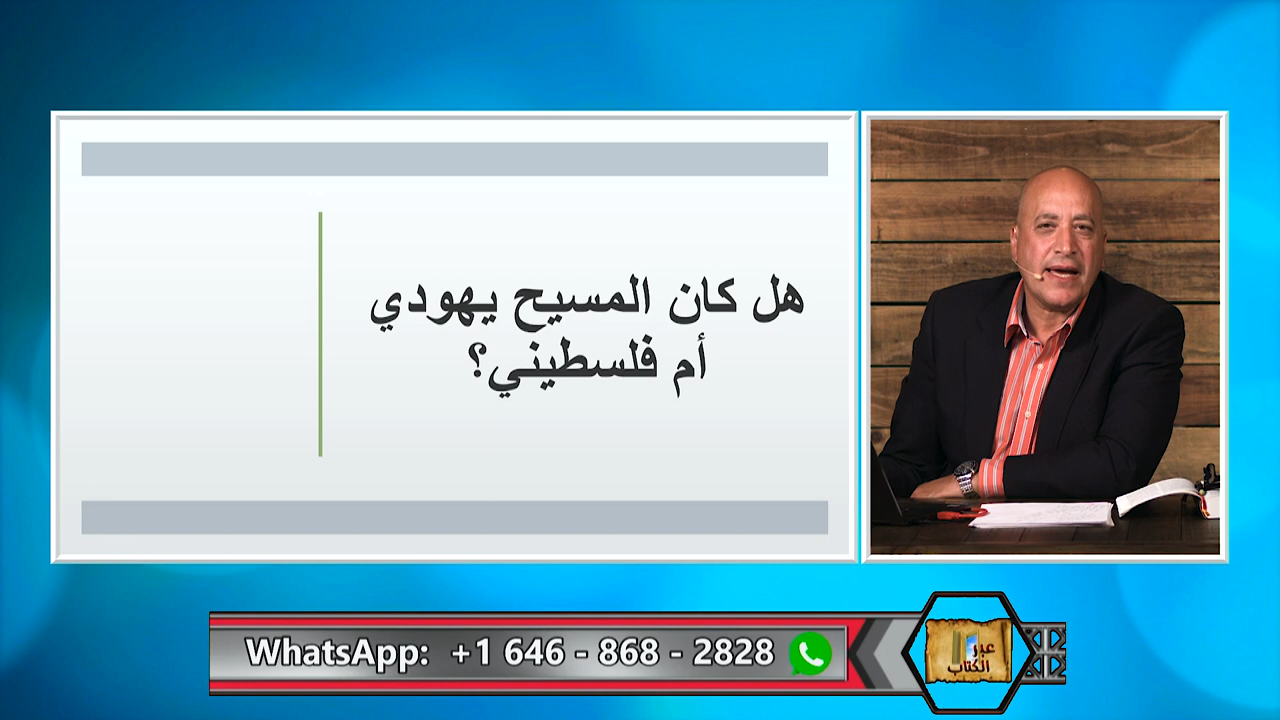 هل كان المسيح يهودي
أم فلسطيني؟
WhatsApp: +1 646 - 868 - 2828
عبر
الكتاب